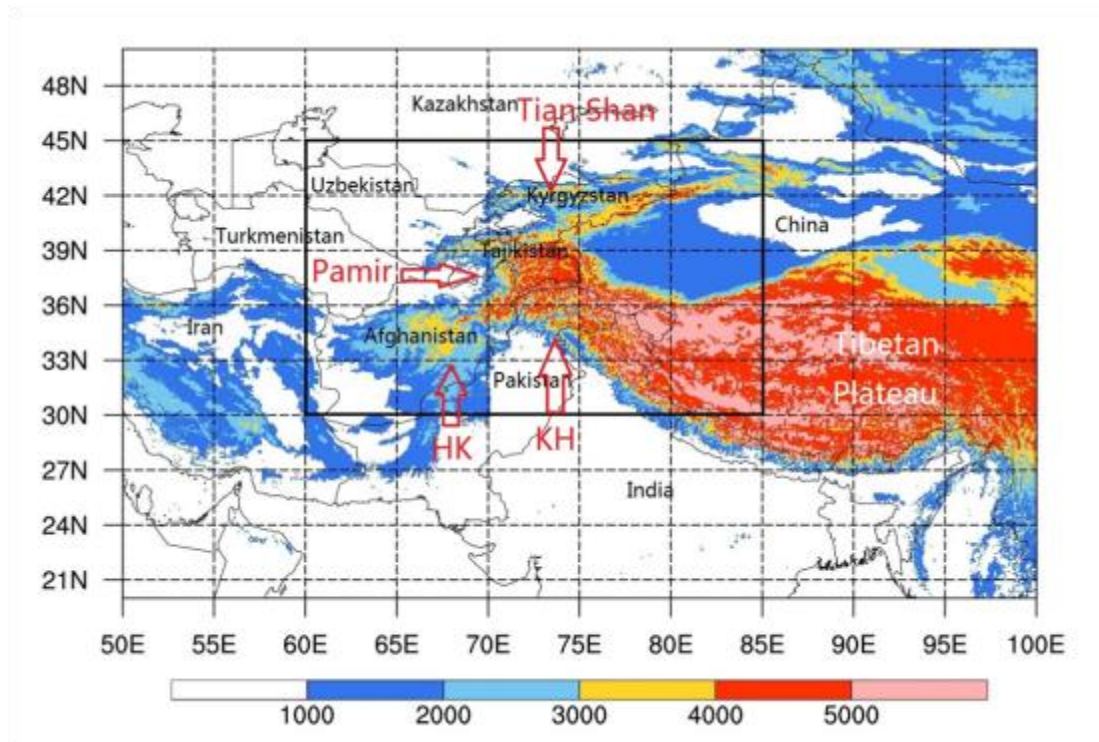 48N
Kazakhstan
Tian-Shan
45N
Uzbekistan
42N
Kyrgyzstan
Turkmenistan
China
39N
Tajikistan
Pamir
36N
Iran
Afghanistan
Tibetan
33N
Pakistan
Plateau
30N
HK
KH
27N
India
24N
21N
50E 55E 60E 65E 70E 75E 80E 85E 90E 95E 100E
1000 2000 3000 4000 5000